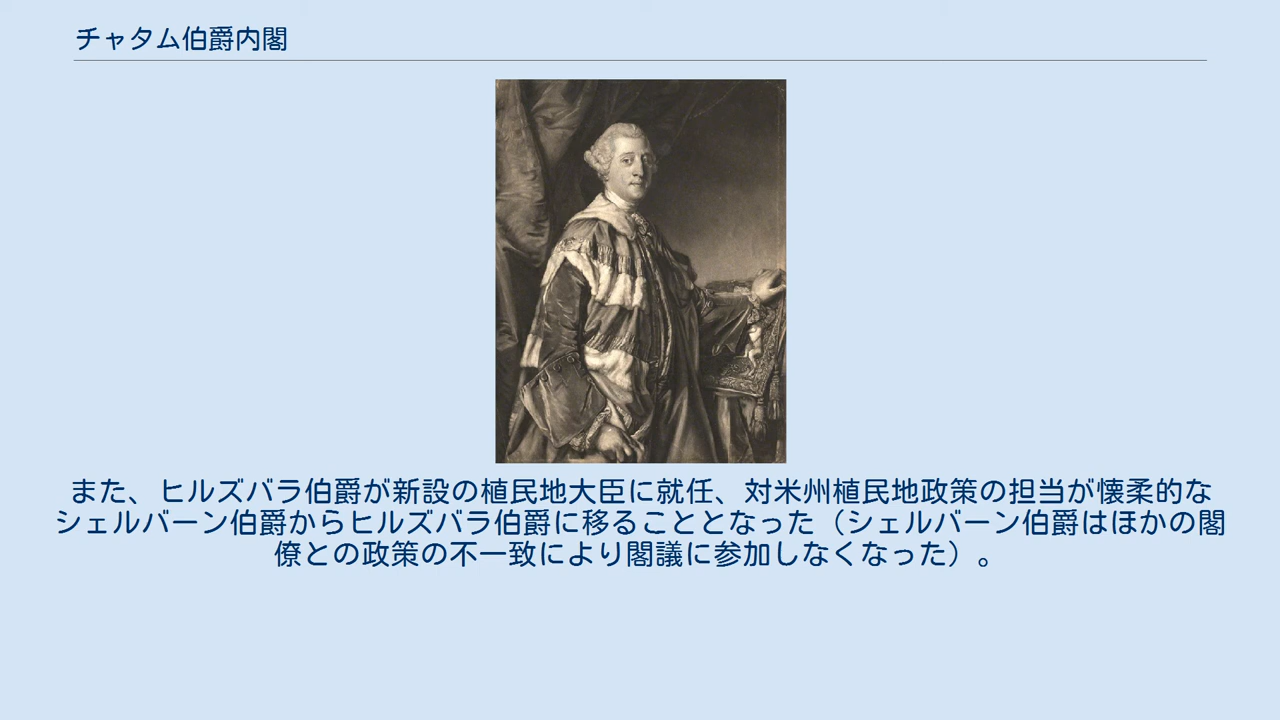 チャタム伯爵内閣
また、ヒルズバラ伯爵が新設の植民地大臣に就任、対米州植民地政策の担当が懐柔的な
シェルバーン伯爵からヒルズバラ伯爵に移ることとなった（シェルバーン伯爵はほかの閣
僚との政策の不一致により閣議に参加しなくなった）。